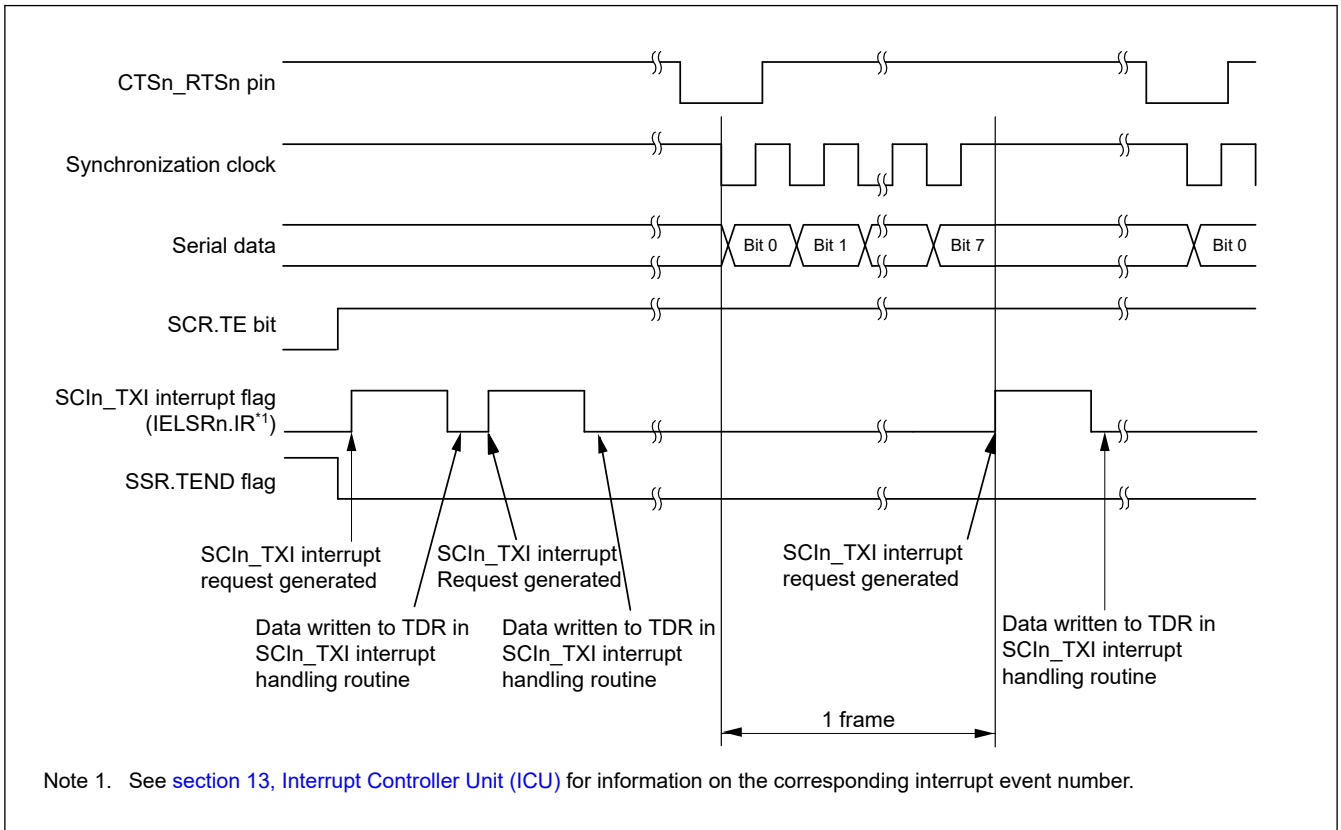 CTSn_RTSn pin
Synchronization clock
Serial data
Bit 0
Bit 1
Bit 7
Bit 0
SCR.TE bit
SCIn_TXI interrupt flag
(IELSRn.IR*1)
SSR.TEND flag
SCIn_TXI interrupt
request generated
SCIn_TXI interrupt
Request generated
SCIn_TXI interrupt
request generated
Data written to TDR in
SCIn_TXI interrupt
handling routine
Data written to TDR in
SCIn_TXI interrupt
handling routine
Data written to TDR in
SCIn_TXI interrupt
handling routine
1 frame
Note 1. See section 13, Interrupt Controller Unit (ICU) for information on the corresponding interrupt event number.